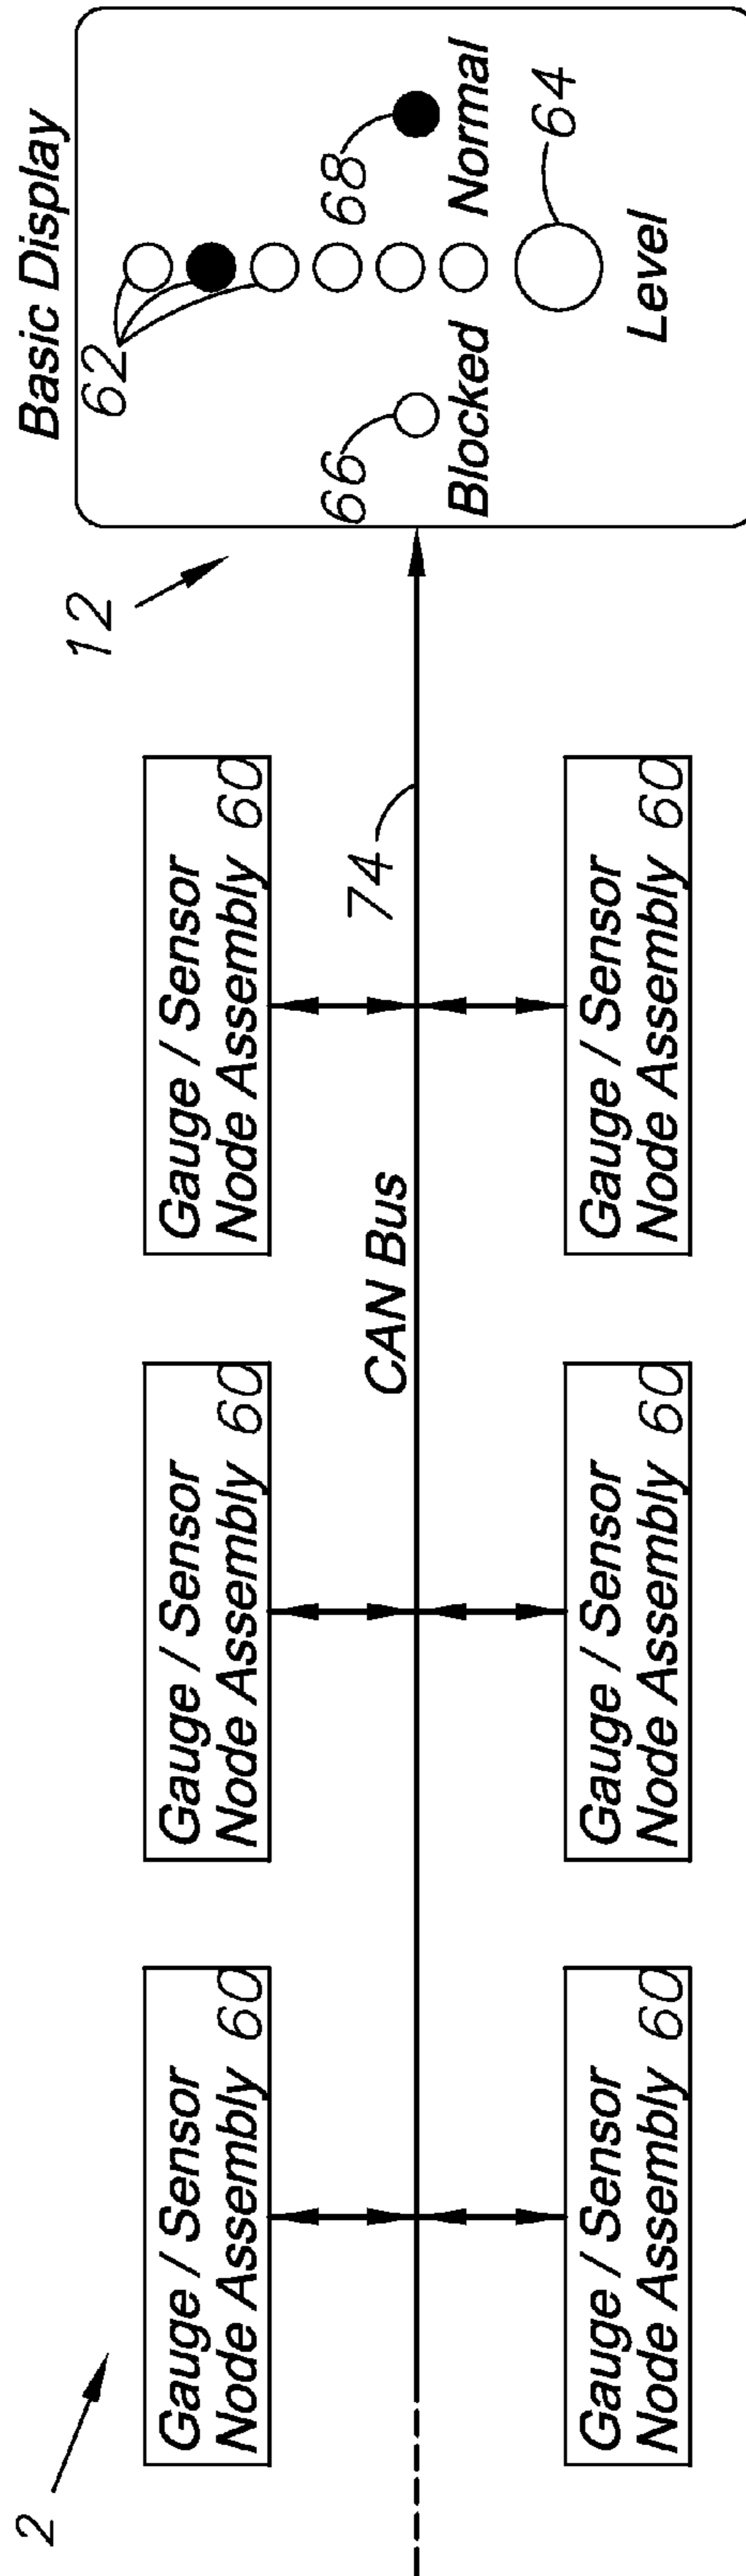 2
Gauge / Sensor
Node Assembly 60
Gauge / Sensor
Node Assembly 60
Gauge / Sensor
Node Assembly 60
CAN Bus
74
Gauge / Sensor
Node Assembly 60
Gauge / Sensor
Node Assembly 60
Gauge / Sensor
Node Assembly 60
12
Basic Display
62
66
68
Blocked
Normal
64
Level